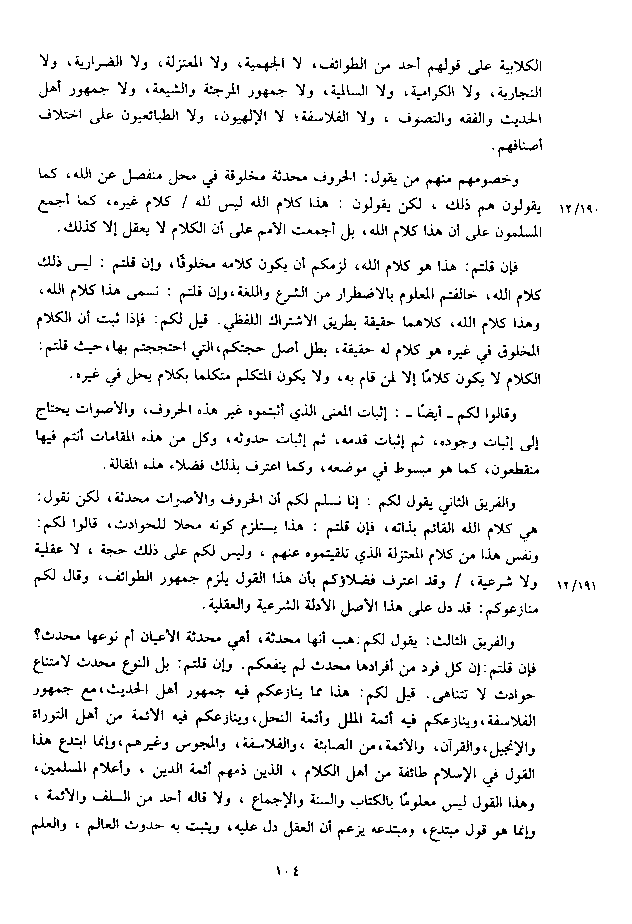 الكلابية على قولهم أحد من الطوائف، لا الجهمية، ولا المعتزلة، ولا الضرارية، ولا
النجارية، ولا الكرامية، ولا السالمية، ولا جمهور المرجئة والشيعة، ولا جمهور أهل
الحديث والفقه والتصوف ، ولا الفلاسفة؛ لا الإلهيون، ولا الطبائعيون على اختلاف
أصنافهم.
وخصومهم منهم من يقول: الحروف محدثة مخلوقة في محل منفصل عن الله، كما
يقولون هم ذلك ، لكن يقولون : هذا كلام الله ليس لله / كلام غيره، كما أجمع ١٢/١٩٠
المسلمون على أن هذا كلام الله، بل أجمعت الأمم على أن الكلام لا يعقل إلا كذلك.
فإن قلتم: هذا هو كلام الله، لزمكم أن يكون كلامه مخلوقًا، وإن قلتم : ليس ذلك
كلام الله، خالفتم المعلوم بالاضطرار من الشرع واللغة،وإن قلتم : نسمى هذا كلام الله،
وهذا كلام الله، كلاهما حقيقة بطريق الاشتراك اللفظي. قيل لكم: فإذا ثبت أن الكلام
المخلوق في غيره هو كلام له حقيقة، بطل أصل حجتكم،التي احتججتم بها،حيث قلتم:
الكلام لا يكون كلامًا إلا لمن قام به، ولا يكون المتكلم متكلما بكلام يحل في غيره.
وقالوا لكم ـ أيضًا ـ : إثبات المعنى الذي أثبتموه غير هذه الحروف، والأصوات يحتاج
إلى إثبات وجوده، ثم إثبات قدمه، ثم إثبات حدوثه، وكل من هذه المقامات أنتم فيها
منقطعون، كما هو مبسوط في موضعه، وكما اعترف بذلك فضلاء هذه المقالة.
والفريق الثاني يقول لكم : إنا نسلم لكم أن الحروف والأصوات محدثة، لكن نقول:
هي كلام الله القائم بذاته، فإن قلتم : هذا يستلزم كونه محلا للحوادث، قالوا لكم:
ونفس هذا من كلام المعتزلة الذي تلقيتموه عنهم ، وليس لكم على ذلك حجة ، لا عقلية
ولا شرعية، / وقد اعترف فضلاؤكم بأن هذا القول يلزم جمهور الطوائف، وقال لكم ١٢/١٩١
منازعوكم: قد دل على هذا الأصل الأدلة الشرعية والعقلية.
والفريق الثالث: يقول لكم:هب أنها محدثة، أهي محدثة الأعيان أم نوعها محدث؟
فإن قلتم:إن كل فرد من أفرادها محدث لم ينفعكم. وإن قلتم: بل النوع محدث لامتناع
حوادث لا تتناهى. قيل لكم: هذا مما ينازعكم فيه جمهور أهل الحديث،مع جمهور
الفلاسفة،وينازعكم فيه أئمة الملل وأئمة النحل،وينازعكم فيه الأئمة من أهل التوراة
والإنجيل،والقرآن، والأئمة،من الصابئة ،والفلاسفة، والمجوس وغيرهم،وإنما ابتدع هذا
القول في الإسلام طائفة من أهل الكلام ، الذين ذمهم أئمة الدين ، وأعلام المسلمين،
وهذا القول ليس معلومًا بالكتاب والسنة والإجماع ، ولا قاله أحد من السلف والأئمة ،
وإنما هو قول مبتدع، ومبتدعه يزعم أن العقل دل عليه، ويثبت به حدوث العالم ، والعلم
١٠٤